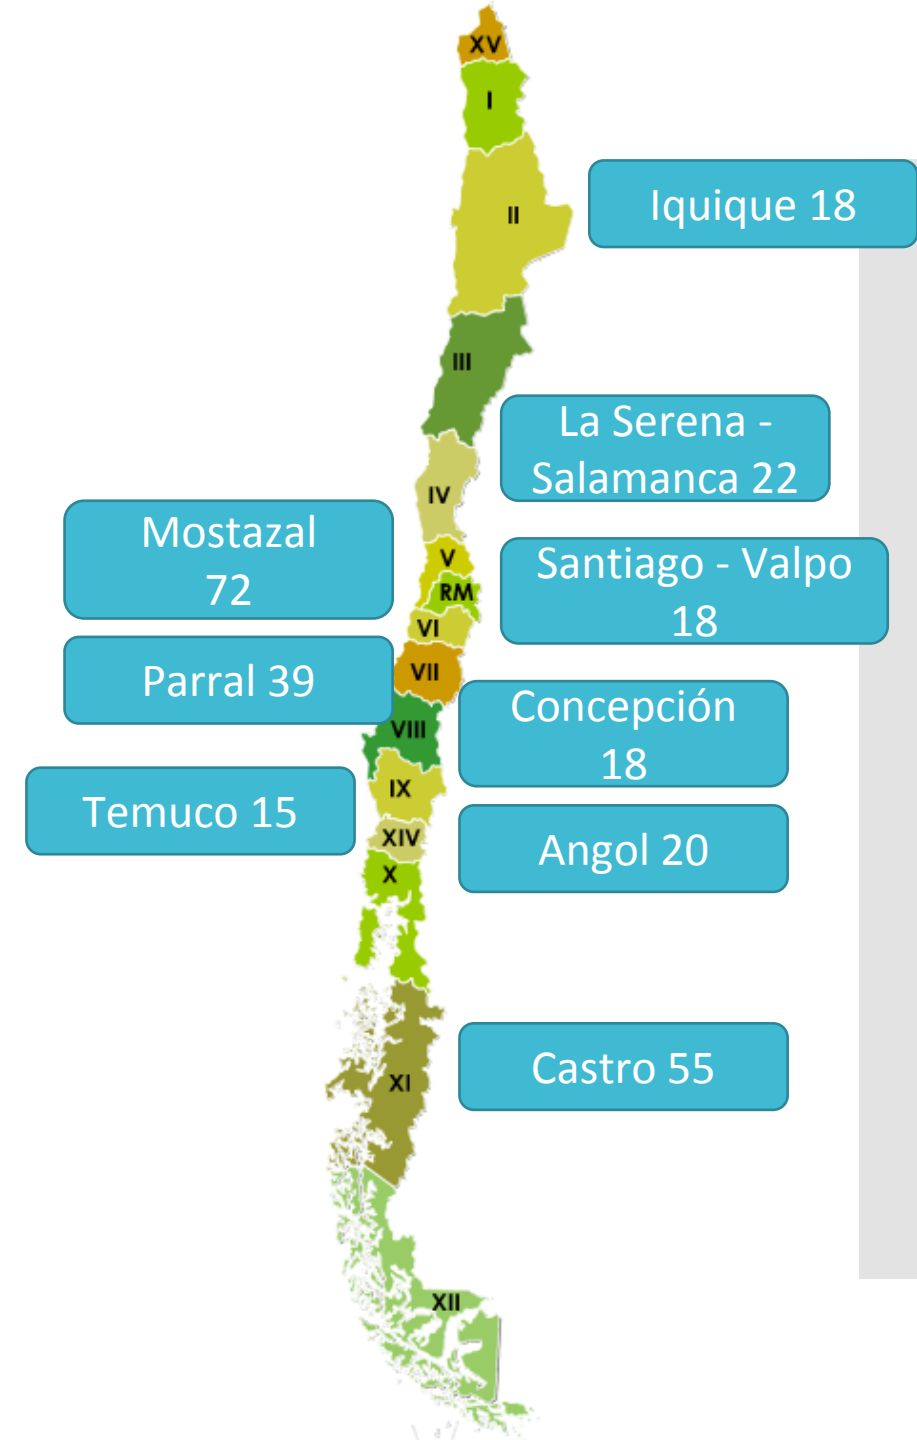 XV
I
II
Iquique 18
III
La Serena -
Salamanca 22
IV
Mostazal
72
V
Santiago - Valpo
18
RM
VI
Parral 39
VII
Concepción
18
VIII
Temuco 15
IX
XIV
Angol 20
X
Castro 55
XI
XII